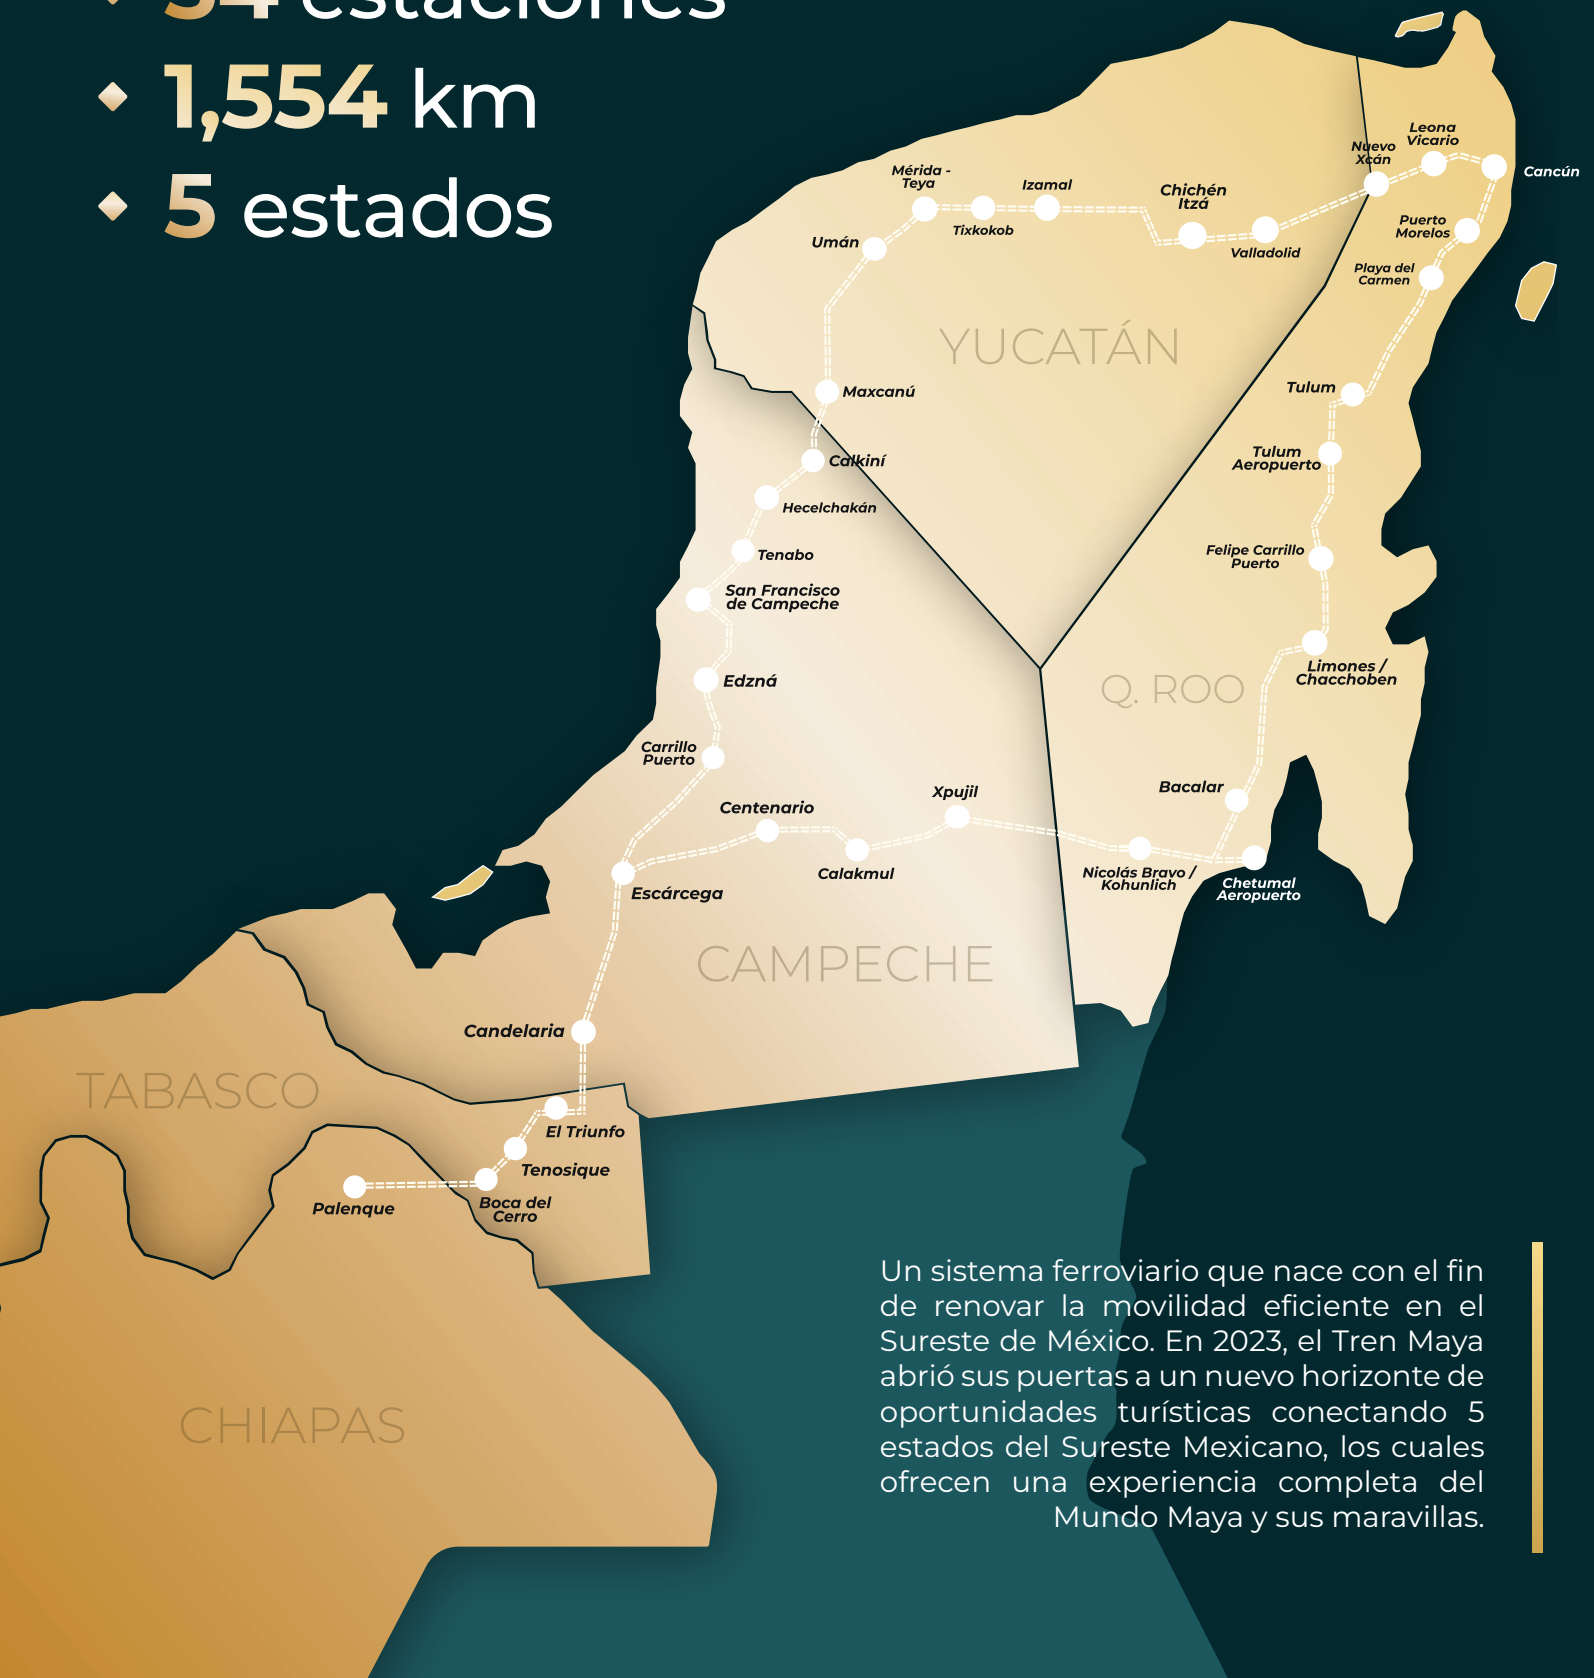 34 estaciones
1,554 km
5 estados
Leona
Vicario
Nuevo
Xcán
Cancún
Mérida -
Teya
Izamal
Chichén
Itzá
Tixkokob
Puerto
Morelos
Umán
Valladolid
Playa del
Carmen
YUCATÁN
Tulum
Maxcanú
Tulum
Aeropuerto
Calkiní
Hecelchakán
Tenabo
Felipe Carrillo
Puerto
San Francisco
de Campeche
Limones /
Chacchoben
Edzná
Q. ROO
Carrillo
Puerto
Bacalar
Xpujil
Centenario
Calakmul
Nicolás Bravo /
Kohunlich
Chetumal
Aeropuerto
Escárcega
CAMPECHE
Candelaria
TABASCO
El Triunfo
Tenosique
Palenque
Boca del
Cerro
CHIAPAS
Un sistema ferroviario que nace con el fin
de renovar la movilidad eficiente en el
Sureste de México. En 2023, el Tren Maya
abrió sus puertas a un nuevo horizonte de
oportunidades turísticas conectando 5
estados del Sureste Mexicano, los cuales
ofrecen una experiencia completa del
Mundo Maya y sus maravillas.